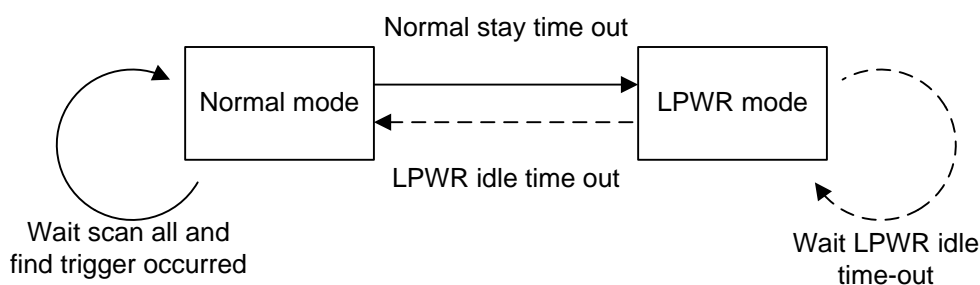 Normal stay time out
Normal mode
LPWR mode
LPWR idle time out
Wait scan all and
find trigger occurred
Wait LPWR idle
time-out